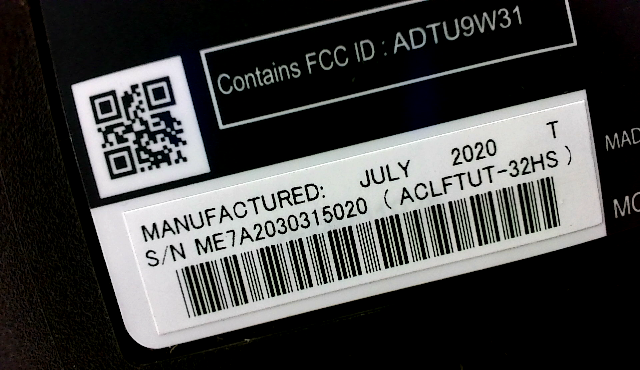 Contains FCC ID : ADTU9W31
MANUFACTURED: JULY 2020 T
S/N ME7A2030315020 ( ACLFTUT-32HS )